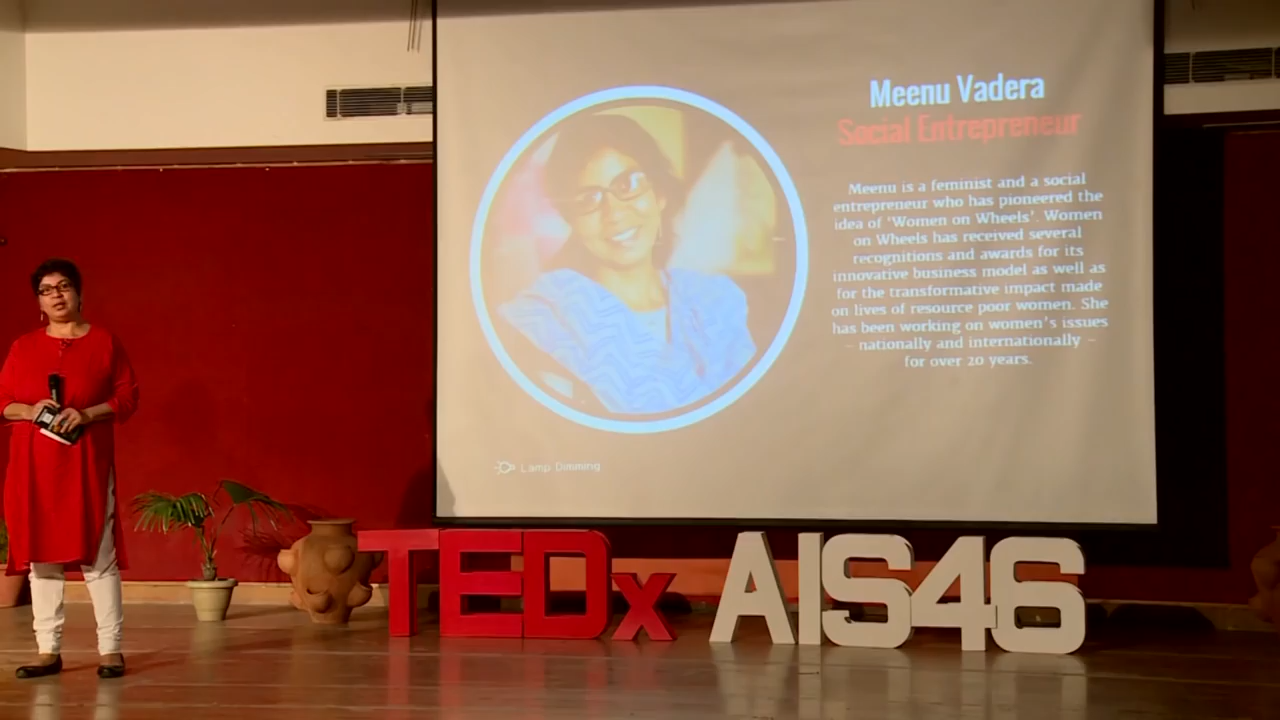 Meenu Vadera
Social Entrepreneur
Meenu is a feminist and a social
entrepreneur who has pioneered the
idea of 'Women on Wheels'. Women
on Wheels has received several
recognitions and awards for its
innovative business model as well as
for the transformative impact made
on lives of resource poor women. She
has been working on women's issues
– nationally and internationally –
for over 20 years.
Lamp Dimming
TEDx AIS46